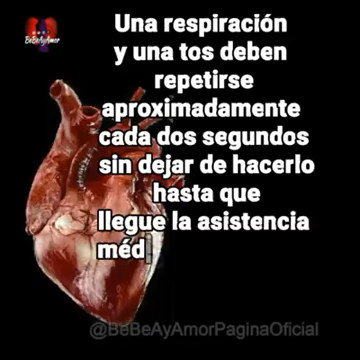 BeBeAyAmor
Una respiración
y una tos deben
repetirse
aproximadamente
cada dos segundos
sin dejar de hacerlo
hasta que
llegue la asistencia
méd
@BeBeAyAmorPaginaOficial